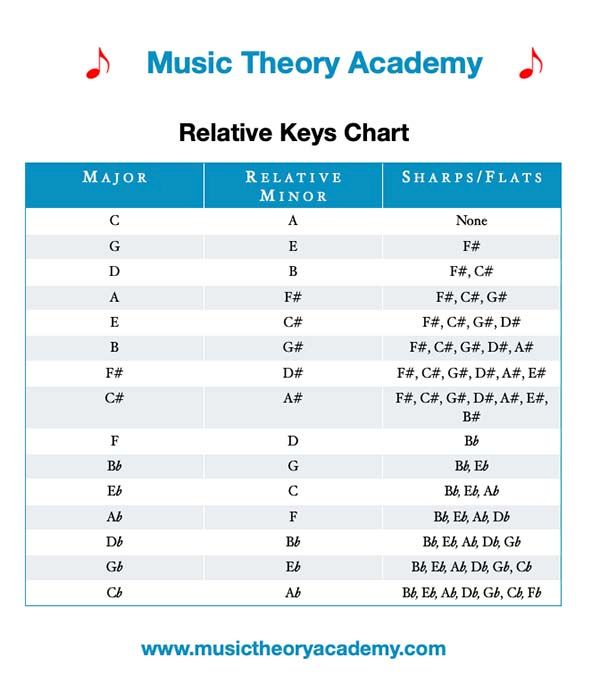 Music Theory Academy
Relative Keys Chart
MAJOR RELATIVE MINOR SHARPS/FLATS
C A None
G E F#
D B F#, C#
A F# F#, C#, G#
E C# F#, C#, G#, D#
B G# F#, C#, G#, D#, A#
F# D# F#, C#, G#, D#, A#, E#
C# A# F#, C#, G#, D#, A#, E#,
B#
F D B♭
B♭ G B♭, E♭
E♭ C B♭, E♭, A♭
A♭ F B♭, E♭, A♭, D♭
D♭ B♭ B♭, E♭, A♭, D♭, G♭
G♭ E♭ B♭, E♭, A♭, D♭, G♭, C♭
C♭ A♭ B♭, E♭, A♭, D♭, G♭, C♭, F♭
www.musictheoryacademy.com